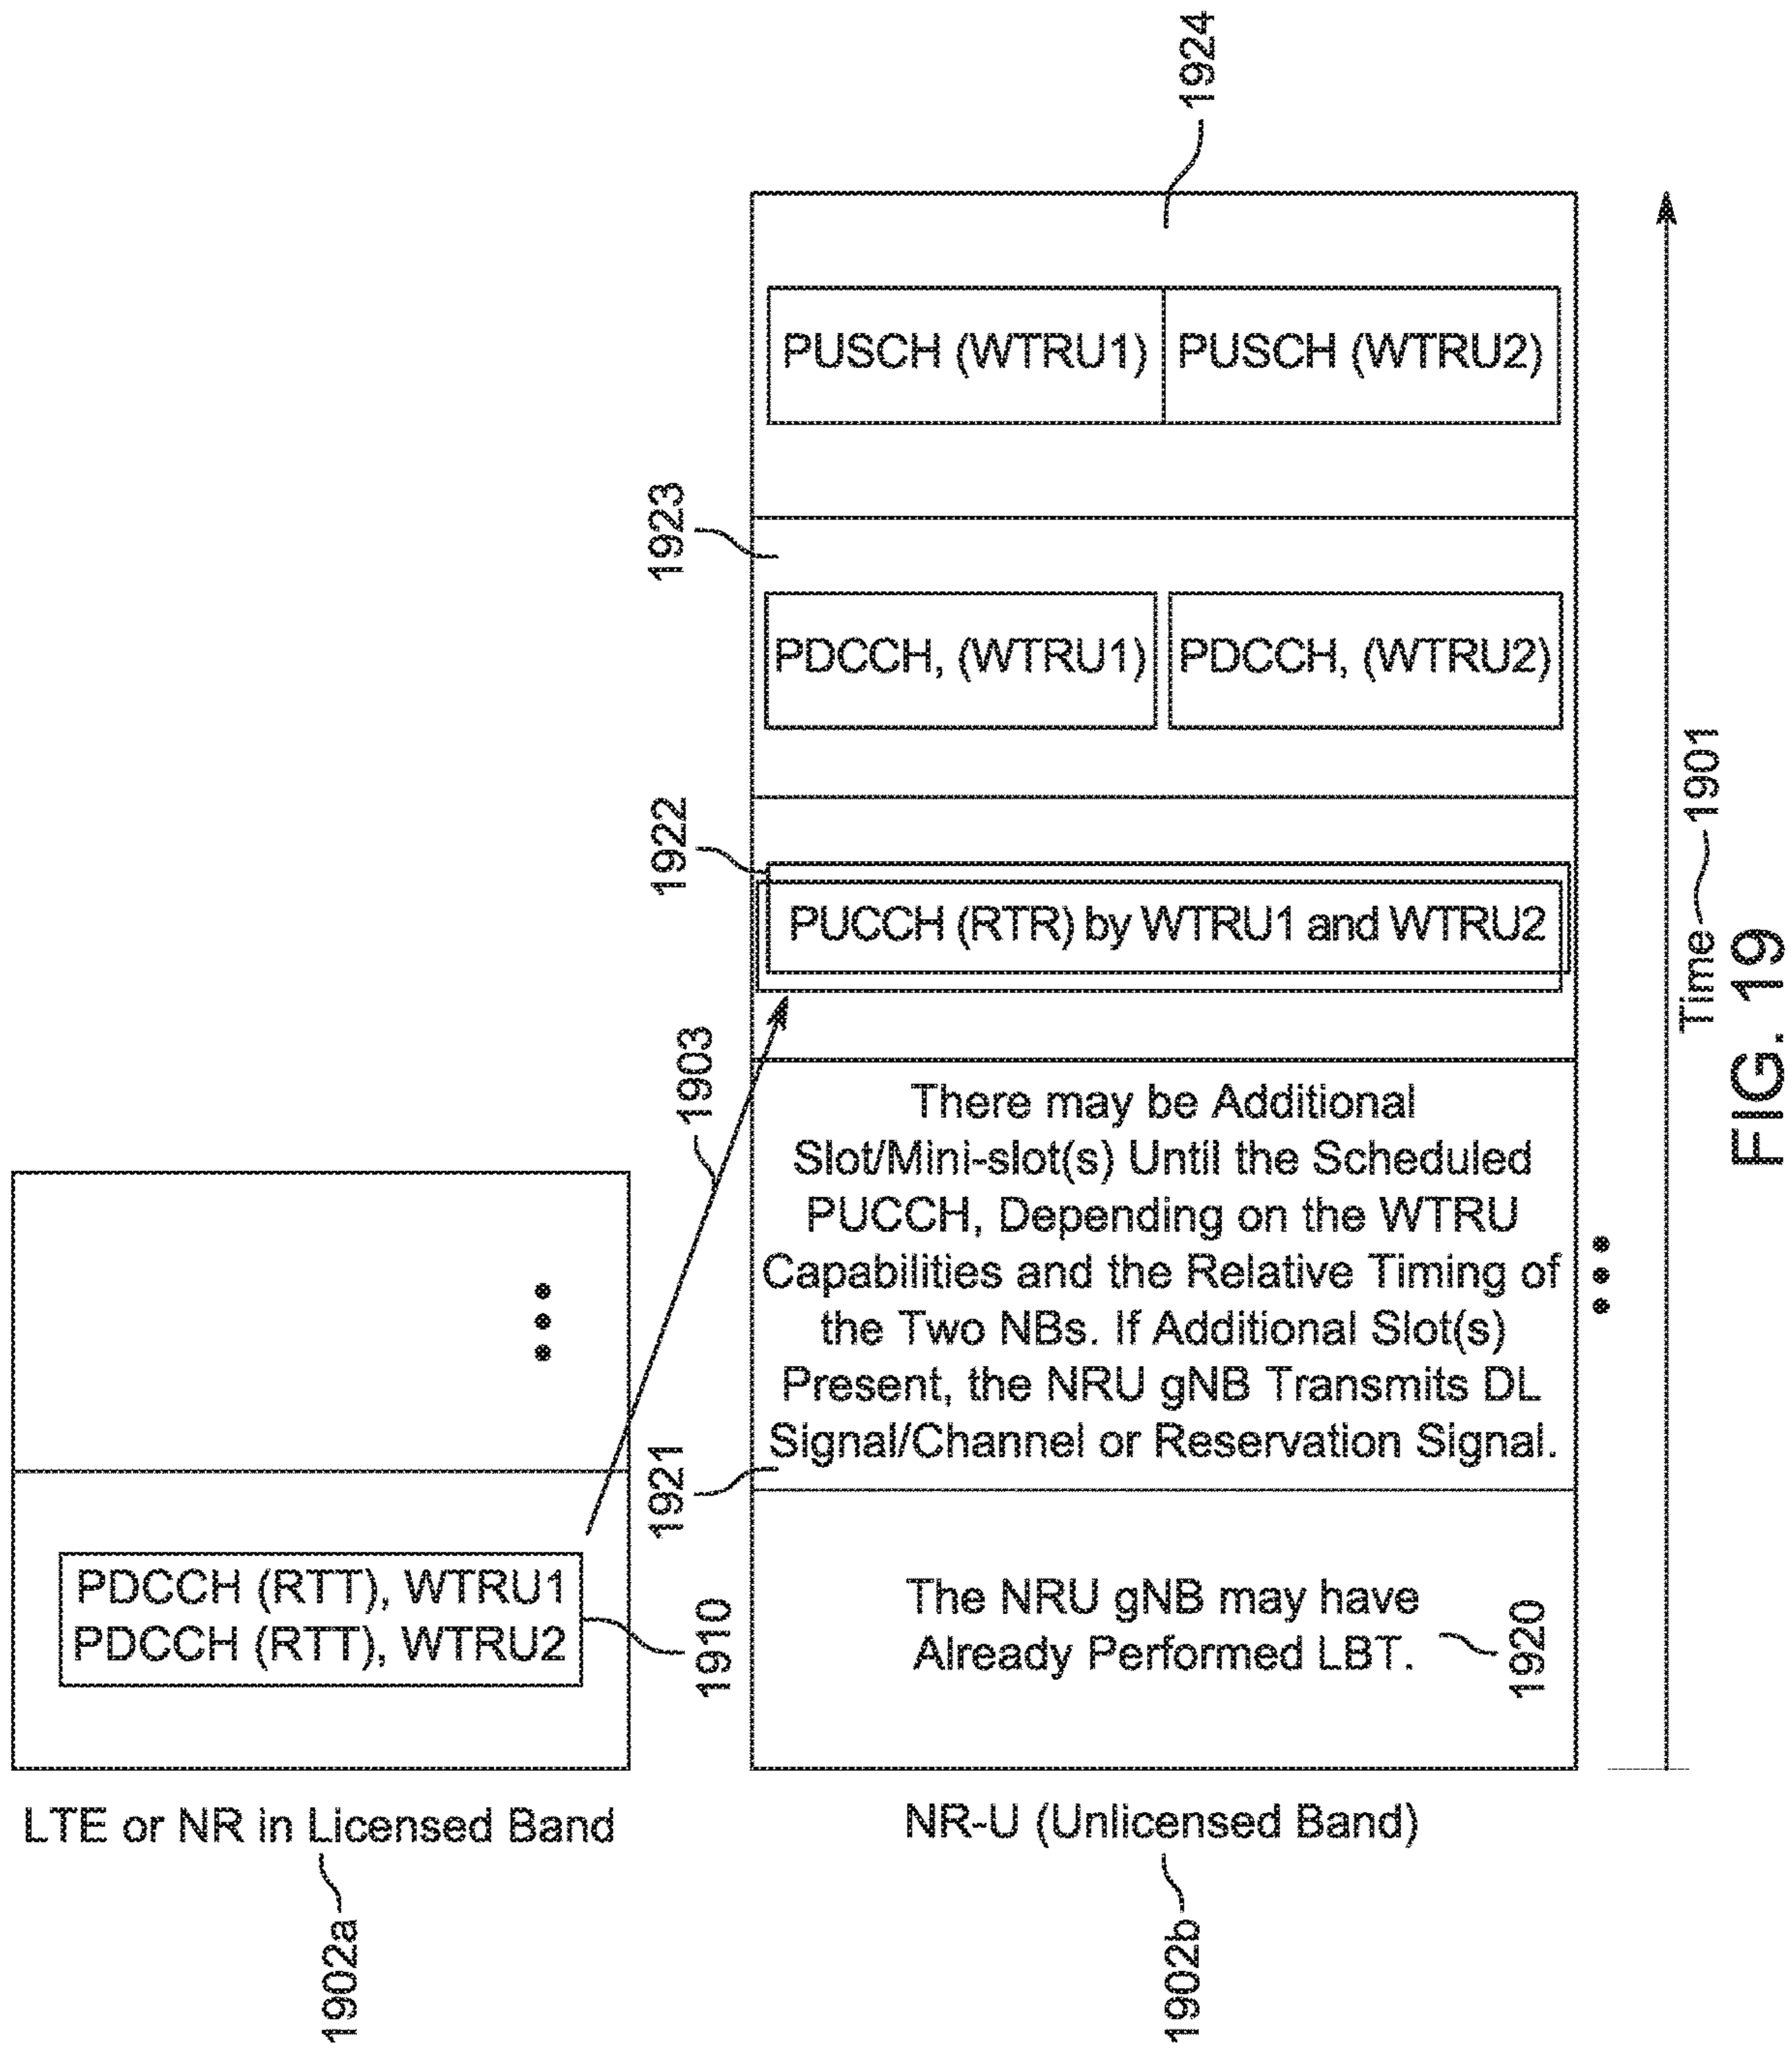 1924
PUSCH (WTRU1)
PUSCH (WTRU2)
1923
PDCCH, (WTRU1)
PDCCH, (WTRU2)
1922
PUCCH (RTR) by WTRU1 and WTRU2
1903
There may be Additional
Slot/Mini-slot(s) Until the Scheduled
PUCCH, Depending on the WTRU
Capabilities and the Relative Timing of
the Two NBs. If Additional Slot(s)
Present, the NRU gNB Transmits DL
Signal/Channel or Reservation Signal.
1921
PDCCH (RTT), WTRU1
PDCCH (RTT), WTRU2
1910
The NRU gNB may have
Already Performed LBT.
1920
LTE or NR in Licensed Band
1902a
NR-U (Unlicensed Band)
1902b
Time
1901
FIG. 19